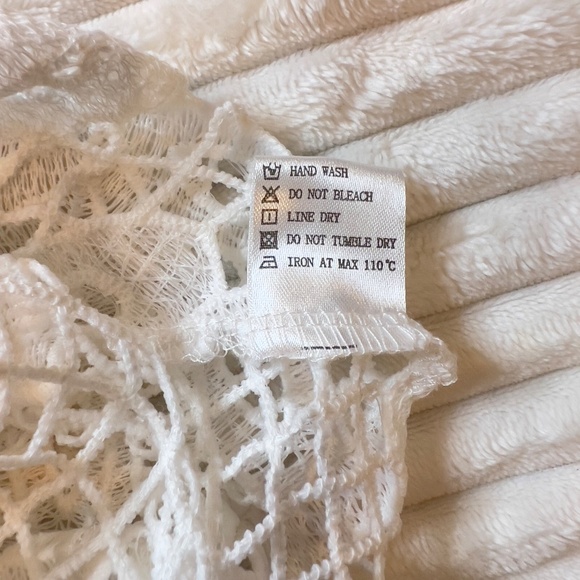 HAND WASH
DO NOT BLEACH
LINE DRY
DO NOT TUMBLE DRY
IRON AT MAX 110℃